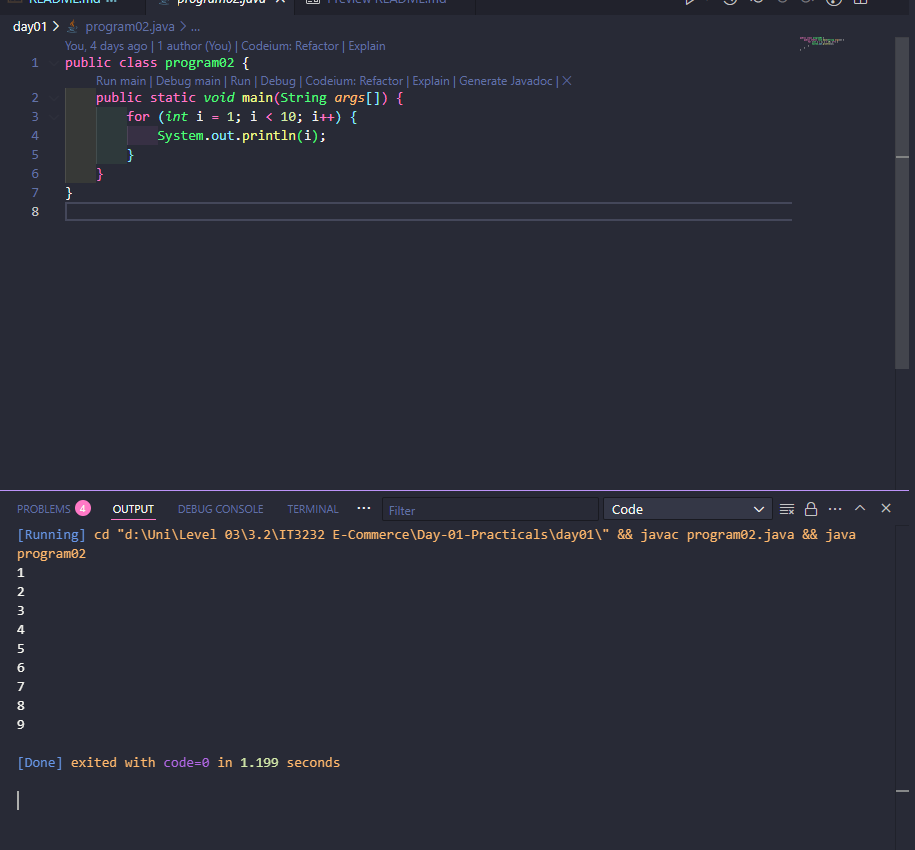 README.md ...
program02.java
Preview README.md
day01 > program02.java > ...
You, 4 days ago | 1 author (You) | Codeium: Refactor | Explain
1 public class program02 {
Run main | Debug main | Run | Debug | Codeium: Refactor | Explain | Generate Javadoc | X
2 public static void main(String args[]) {
3 for (int i = 1; i < 10; i++) {
4 System.out.println(i);
5 }
6 }
7 }
8
PROBLEMS 4 OUTPUT DEBUG CONSOLE TERMINAL ... Filter Code
[Running] cd "d:\Uni\Level 03\3.2\IT3232 E-Commerce\Day-01-Practicals\day01\" && javac program02.java && java
program02
1
2
3
4
5
6
7
8
9
[Done] exited with code=0 in 1.199 seconds